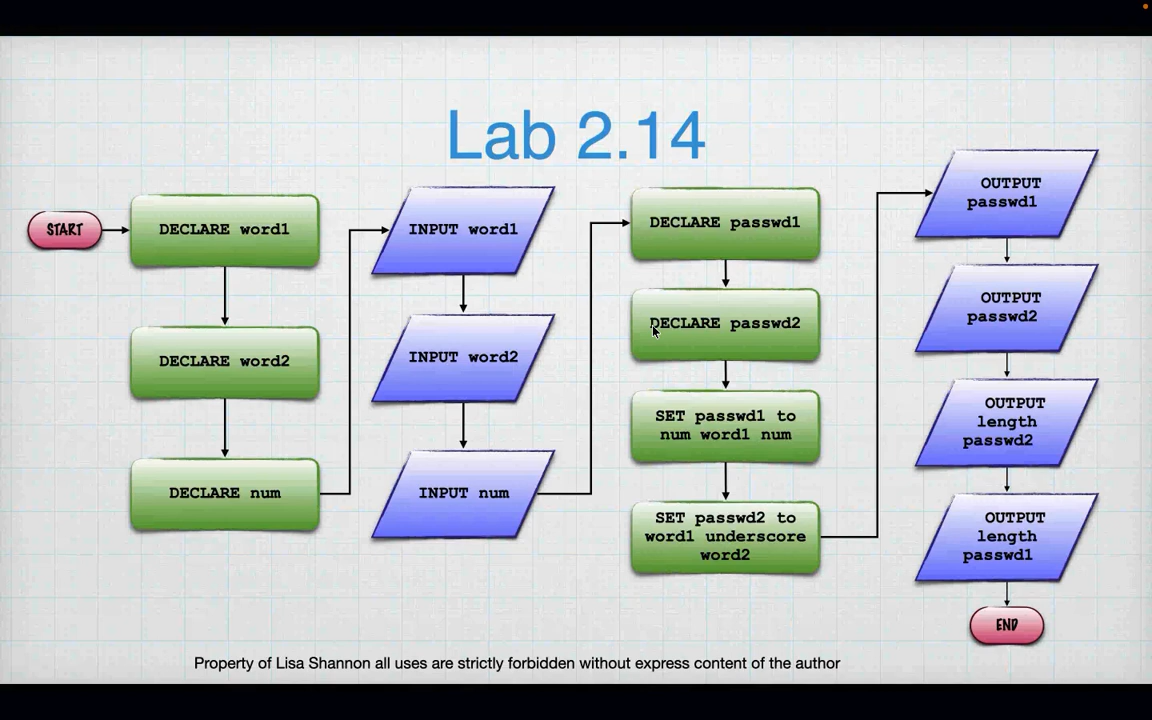 Lab 2.14
START
DECLARE word1
DECLARE word2
DECLARE num
INPUT word1
INPUT word2
INPUT num
DECLARE passwd1
DECLARE passwd2
SET passwd1 to
num word1 num
SET passwd2 to
word1 underscore
word2
OUTPUT
passwd1
OUTPUT
passwd2
OUTPUT
length
passwd2
OUTPUT
length
passwd1
END
Property of Lisa Shannon all uses are strictly forbidden without express content of the author